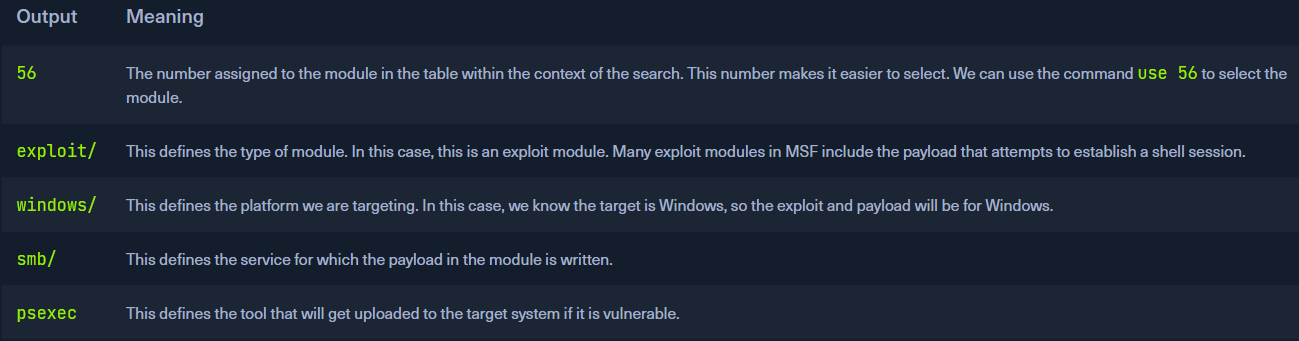 Output Meaning
56 The number assigned to the module in the table within the context of the search. This number makes it easier to select. We can use the command use 56 to select the
module.
exploit/ This defines the type of module. In this case, this is an exploit module. Many exploit modules in MSF include the payload that attempts to establish a shell session.
windows/ This defines the platform we are targeting. In this case, we know the target is Windows, so the exploit and payload will be for Windows.
smb/ This defines the service for which the payload in the module is written.
psexec This defines the tool that will get uploaded to the target system if it is vulnerable.